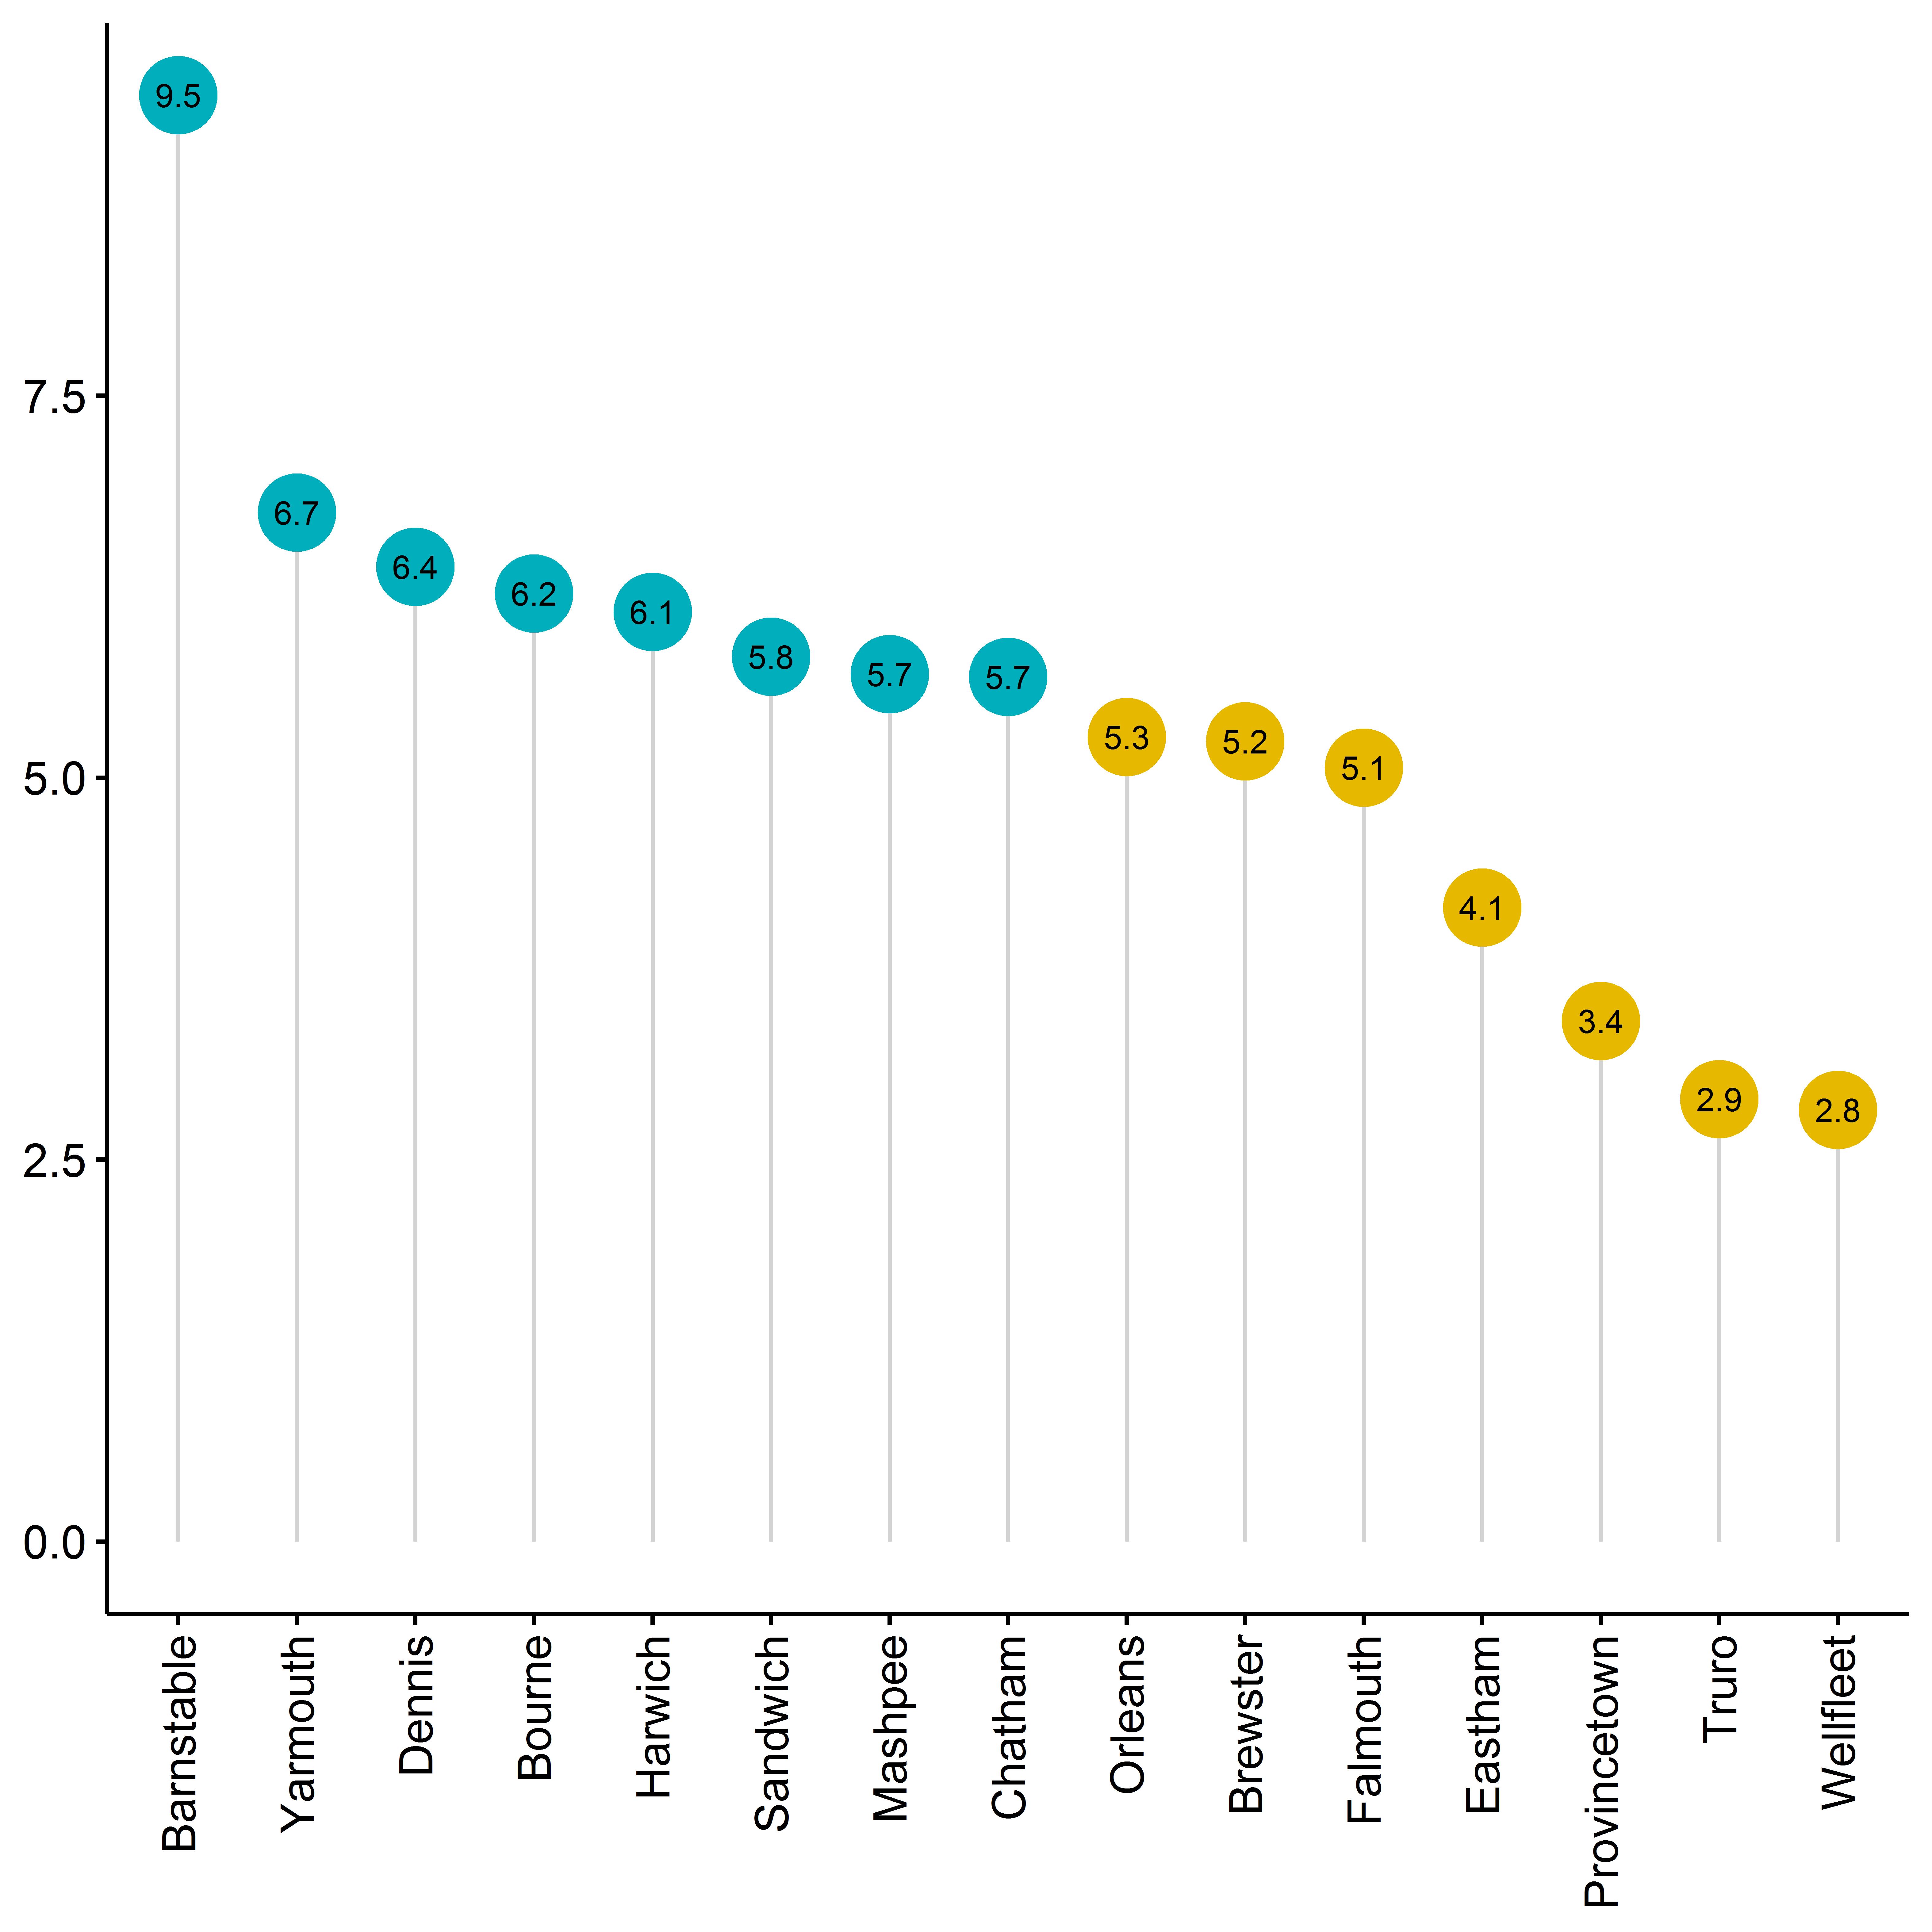 9.5
7.5
6.7
6.4
6.2
6.1
5.8
5.7
5.7
5.3
5.2
5.1
5.0
4.1
3.4
2.9
2.8
2.5
0.0
Barnstable
Yarmouth
Dennis
Bourne
Harwich
Sandwich
Mashpee
Chatham
Orleans
Brewster
Falmouth
Eastham
Provincetown
Truro
Wellfleet